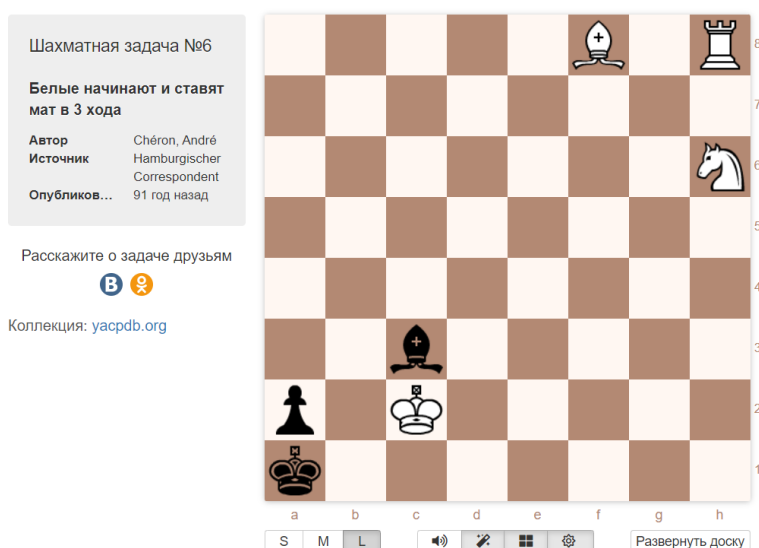 Шахматная задача №6
Белые начинают и ставят
мат в 3 хода
Автор Chéron, André
Источник Hamburgischer
Correspondent
Опубликов... 91 год назад
Расскажите о задаче друзьям
B
Коллекция: yacpdb.org
8
7
6
5
4
3
2
1
a b c d e f g h
S M L Развернуть доску